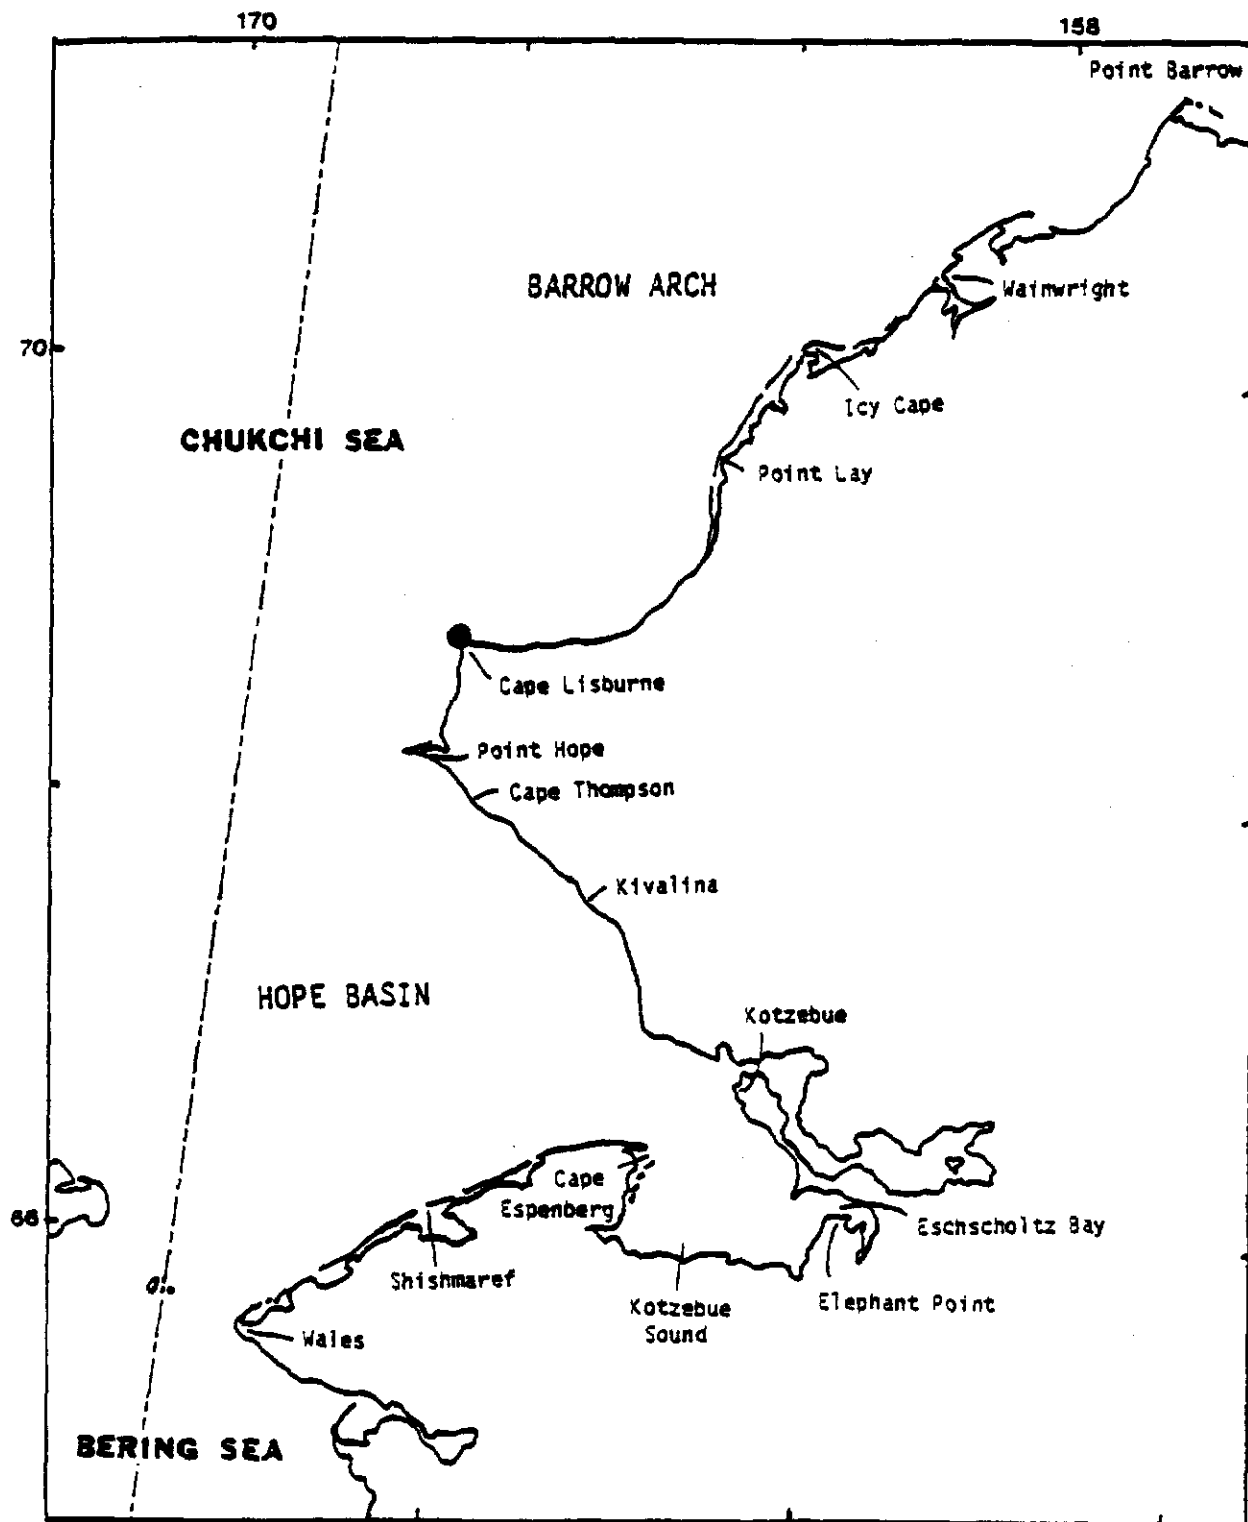 170
158
Point Barrow
BARROW ARCH
Wainwright
70
Icy Cape
CHUKCHI SEA
Point Lay
Cape Lisburne
Point Hope
Cape Thompson
Kivalina
HOPE BASIN
Kotzebue
Cape
Espenberg
66
Eschscholtz Bay
Shishmaref
Elephant Point
Kotzebue
Sound
Wales
BERING SEA